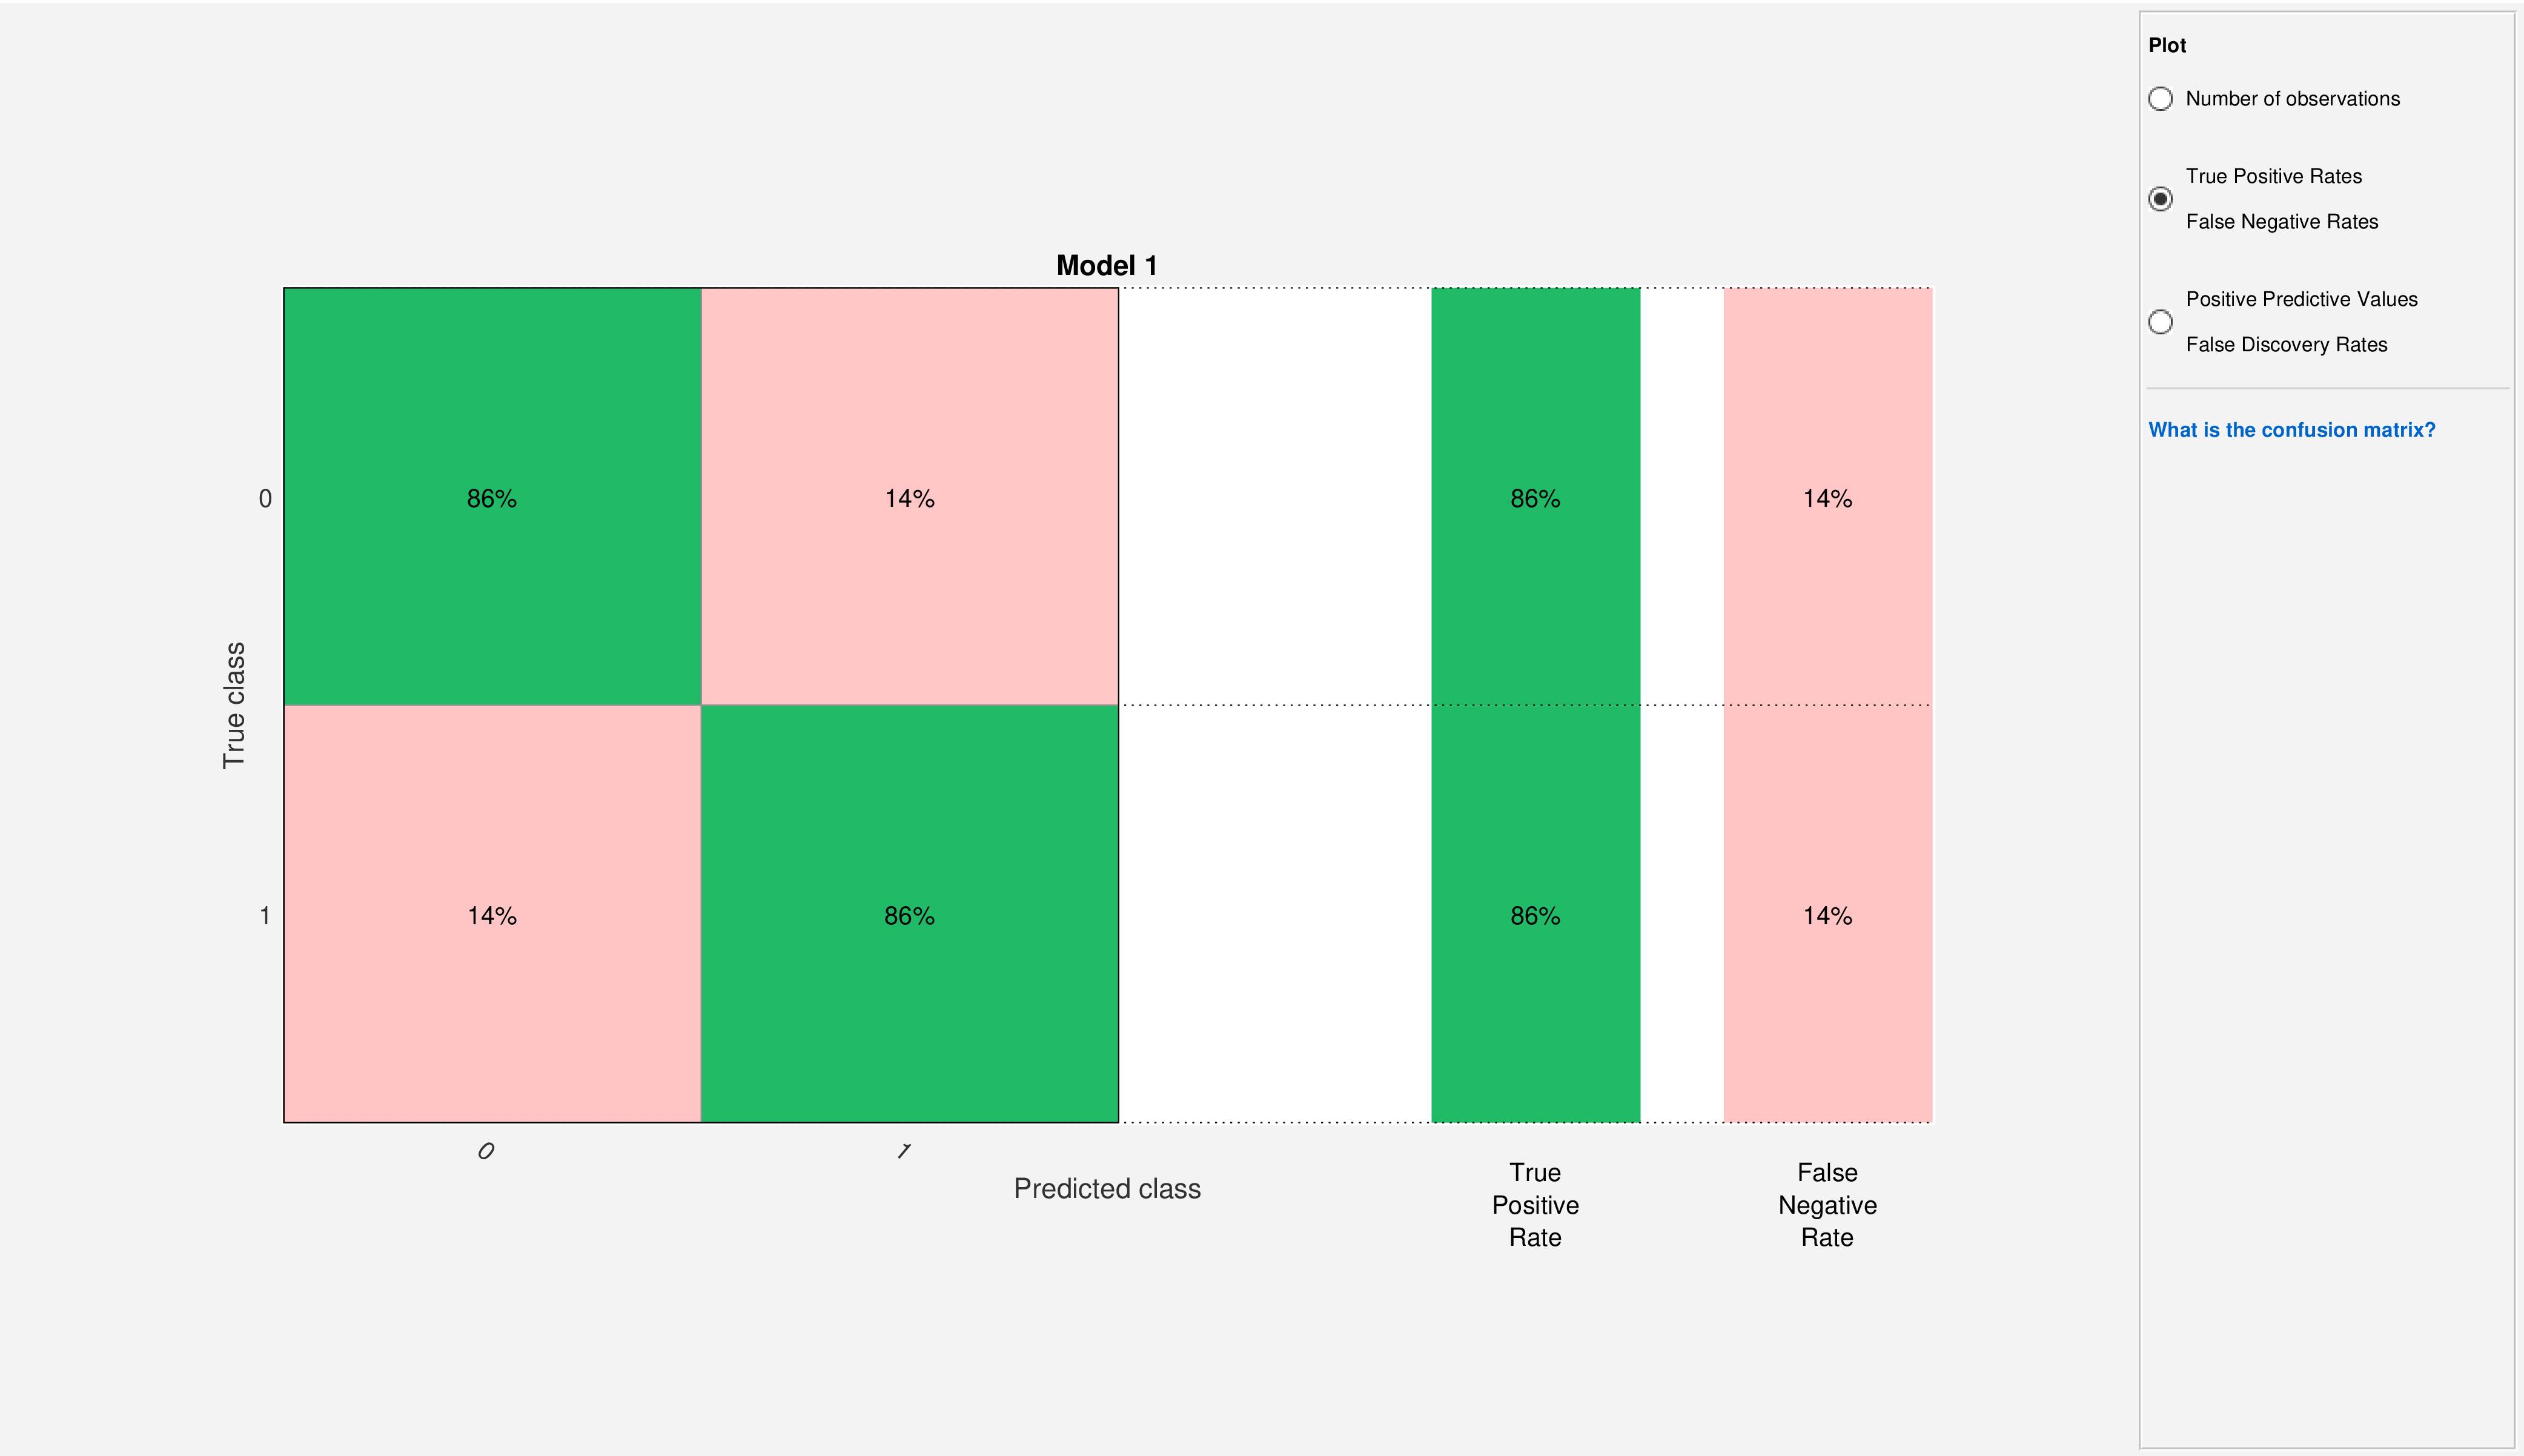 Model 1
0
86%
14%
86%
14%
True class
1
14%
86%
86%
14%
0
1
Predicted class
True
Positive
Rate
False
Negative
Rate
Plot
Number of observations
True Positive Rates
False Negative Rates
Positive Predictive Values
False Discovery Rates
What is the confusion matrix?